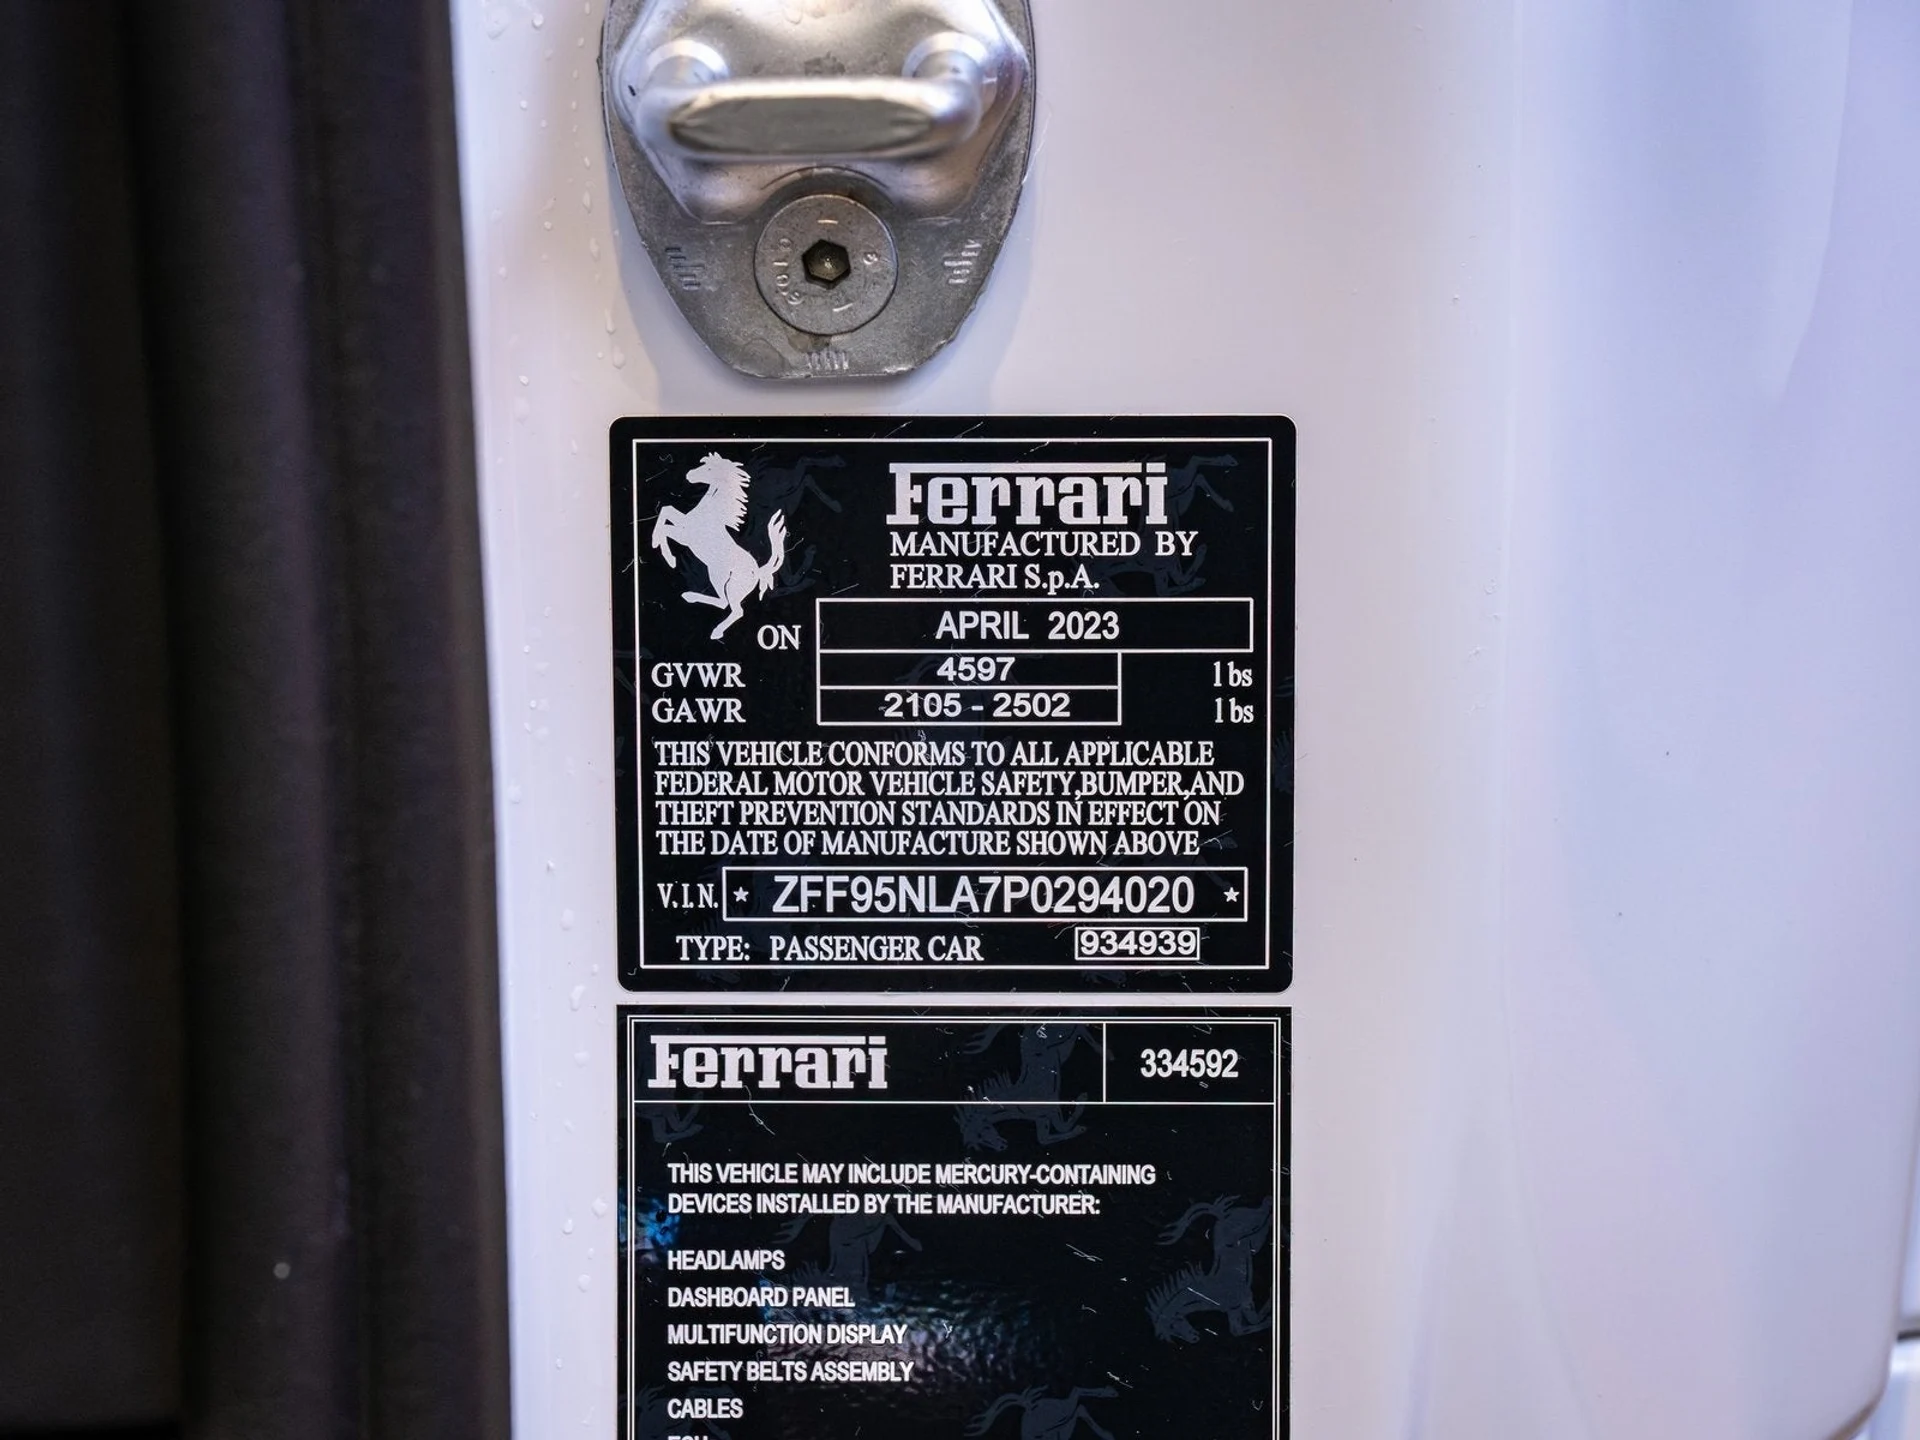 Ferrari
MANUFACTURED BY
FERRARI S.p.A.
ON APRIL 2023
GVWR 4597 lbs
GAWR 2105 - 2502 lbs
THIS VEHICLE CONFORMS TO ALL APPLICABLE
FEDERAL MOTOR VEHICLE SAFETY,BUMPER,AND
THEFT PREVENTION STANDARDS IN EFFECT ON
THE DATE OF MANUFACTURE SHOWN ABOVE
V.I.N. ★ ZFF95NLA7P0294020 ★
TYPE: PASSENGER CAR 934939
Ferrari 334592
THIS VEHICLE MAY INCLUDE MERCURY-CONTAINING
DEVICES INSTALLED BY THE MANUFACTURER:
HEADLAMPS
DASHBOARD PANEL
MULTIFUNCTION DISPLAY
SAFETY BELTS ASSEMBLY
CABLES